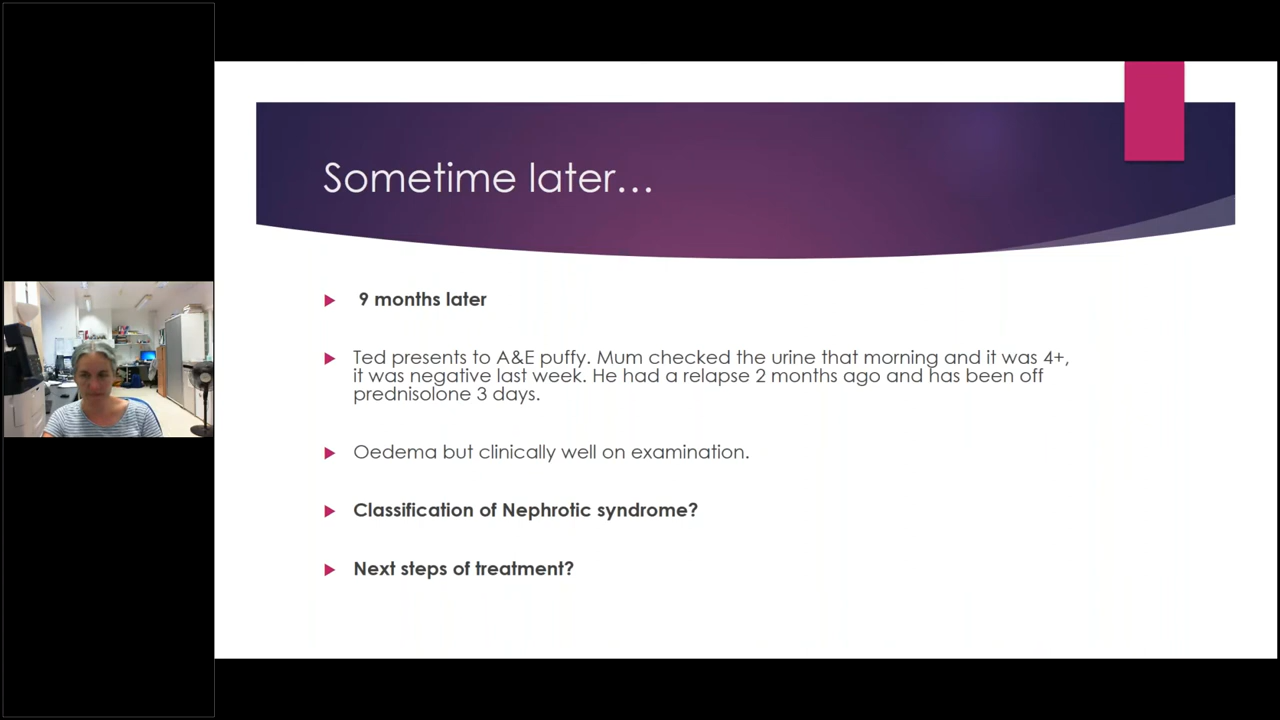 Sometime later...
9 months later
Ted presents to A&E puffy. Mum checked the urine that morning and it was 4+,
it was negative last week. He had a relapse 2 months ago and has been off
prednisolone 3 days.
Oedema but clinically well on examination.
Classification of Nephrotic syndrome?
Next steps of treatment?